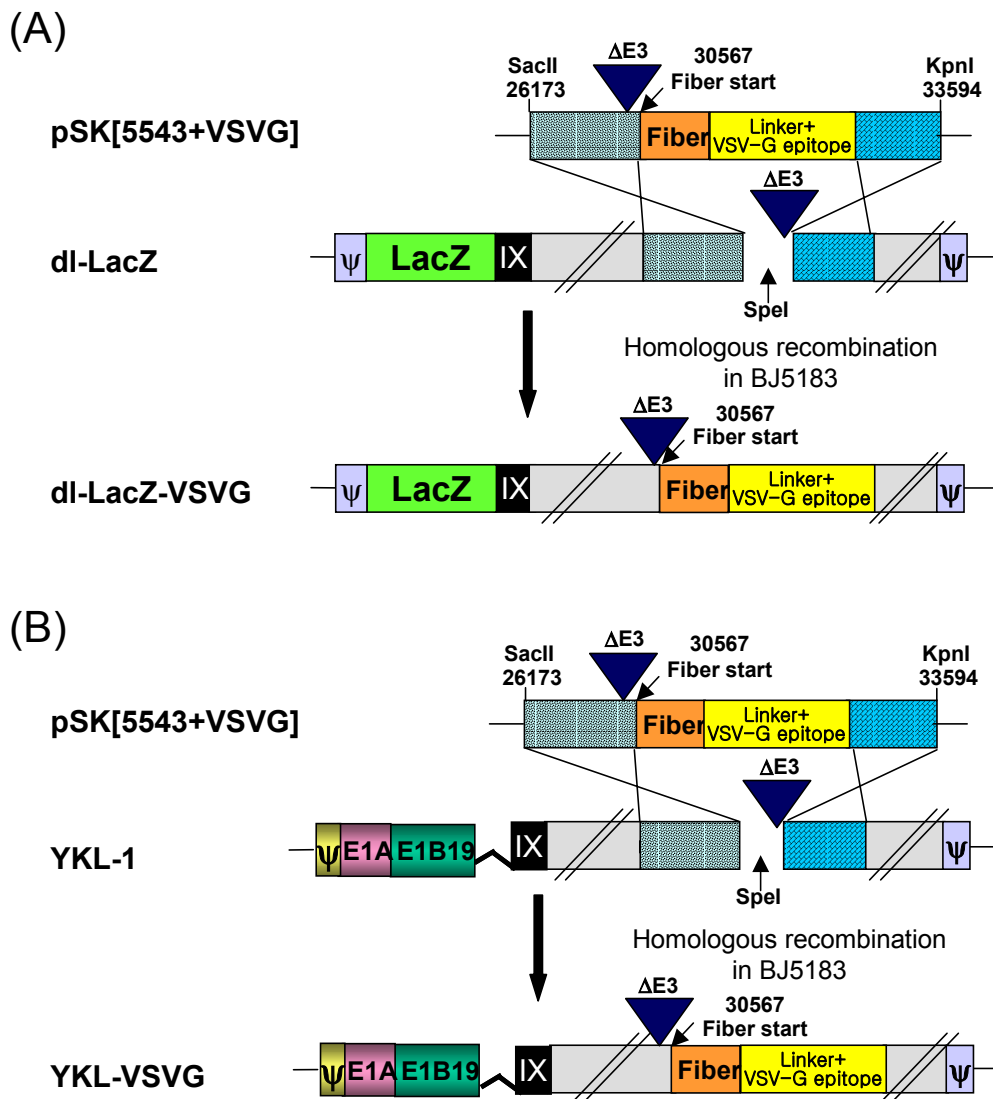 (A)
ΔE3
30567
Fiber start
SacII
26173
KpnI
33594
pSK[5543+VSVG]
Fiber
Linker+
VSV-G epitope
ΔE3
dl-LacZ
ψ
LacZ
IX
ψ
SpeI
Homologous recombination
in BJ5183
ΔE3
30567
Fiber start
dl-LacZ-VSVG
ψ
LacZ
IX
Fiber
Linker+
VSV-G epitope
ψ
(B)
ΔE3
30567
Fiber start
SacII
26173
KpnI
33594
pSK[5543+VSVG]
Fiber
Linker+
VSV-G epitope
ΔE3
YKL-1
ψ
E1A
E1B19
IX
ψ
SpeI
Homologous recombination
in BJ5183
ΔE3
30567
Fiber start
YKL-VSVG
ψ
E1A
E1B19
IX
Fiber
Linker+
VSV-G epitope
ψ